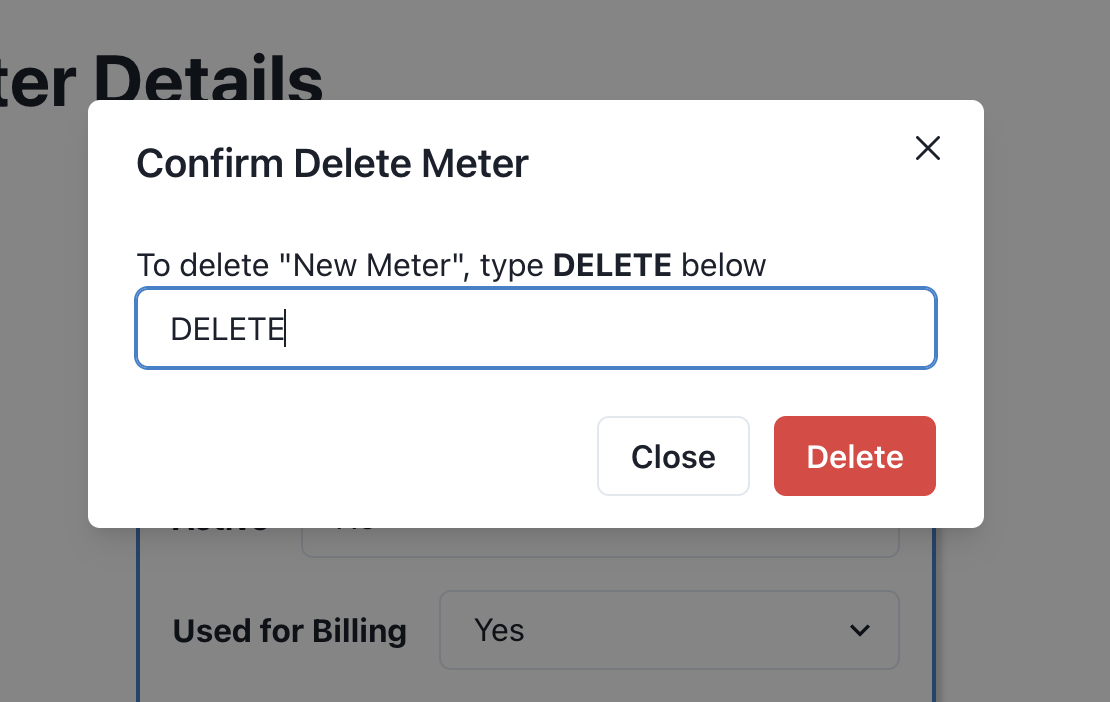 ter Details
Confirm Delete Meter
To delete "New Meter", type DELETE below
DELETE
Close
Delete
Used for Billing
Yes